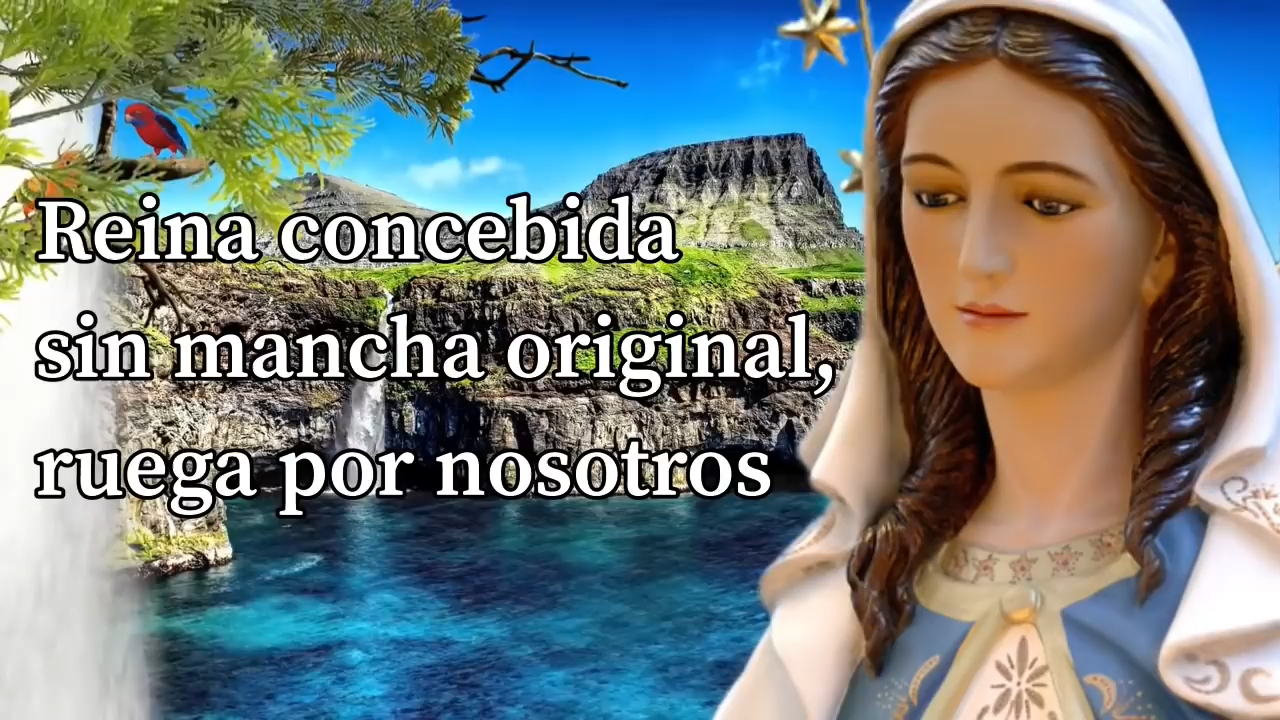 Reina concebida
sin mancha original,
ruega por nosotros